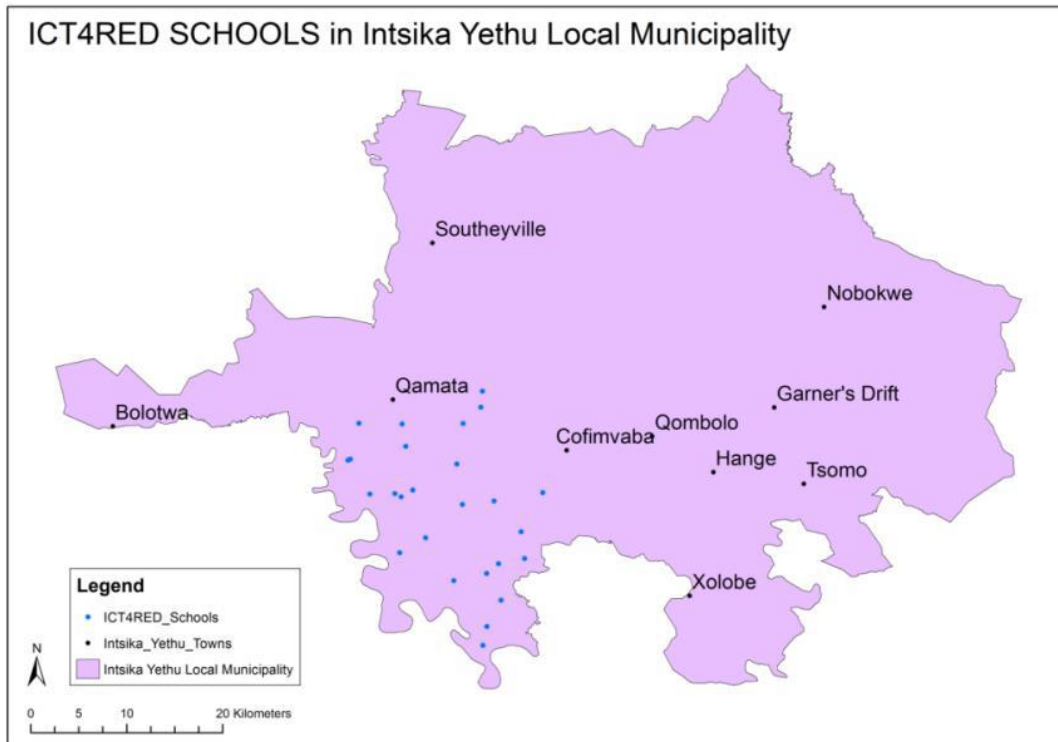 ICT4RED SCHOOLS in Intsika Yethu Local Municipality
Southeyville
Nobokwe
Qamata
Garner's Drift
Bolotwa
Qombolo
Cofimvaba
Hange
Tsomo
Xolobe
Legend
ICT4RED_Schools
Intsika_Yethu_Towns
Intsika Yethu Local Municipality
N
0 5 10 20 Kilometers